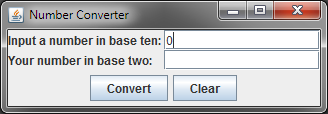 Number Converter
Input a number in base ten: 0
Your number in base two:
Convert Clear